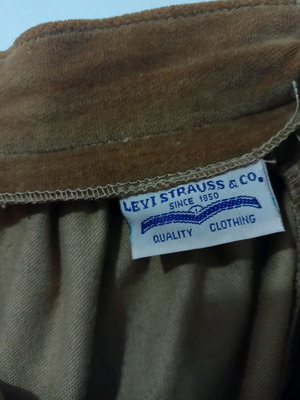 LEVI STRAUSS & CO.
SINCE 1850
QUALITY CLOTHING